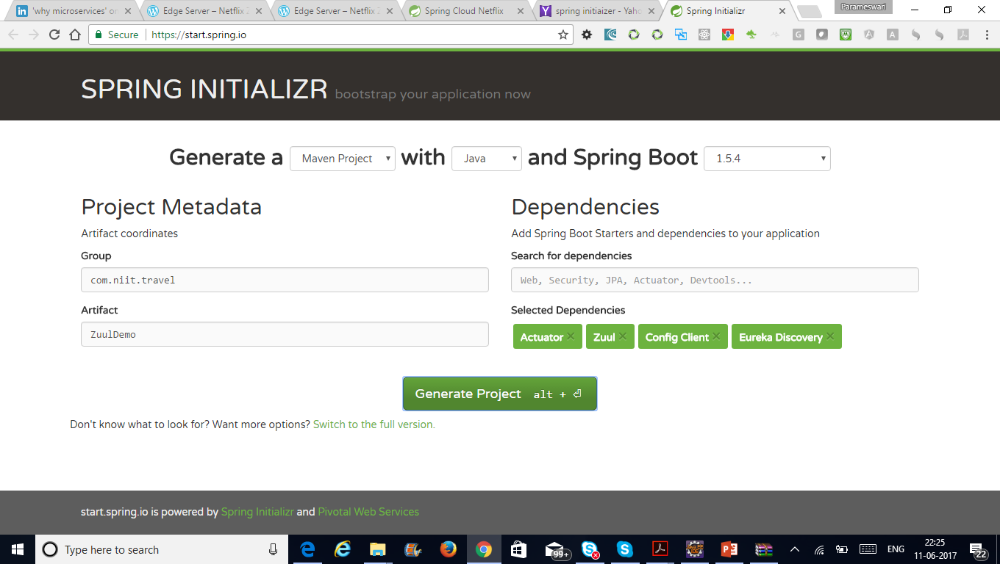 'why microservices' on
Edge Server – Netflix Z
Edge Server – Netflix Z
Spring Cloud Netflix
spring initiaizer - Yaho
Spring Initializr
Parameswari
Secure
https://start.spring.io
SPRING INITIALIZR bootstrap your application now
Generate a Maven Project with Java and Spring Boot 1.5.4
Project Metadata
Artifact coordinates
Group
com.niit.travel
Artifact
ZuulDemo
Dependencies
Add Spring Boot Starters and dependencies to your application
Search for dependencies
Web, Security, JPA, Actuator, Devtools...
Selected Dependencies
Actuator × Zuul × Config Client × Eureka Discovery ×
Generate Project alt + ⏎
Don't know what to look for? Want more options? Switch to the full version.
start.spring.io is powered by Spring Initializr and Pivotal Web Services
Type here to search
99+
ENG
22:25
11-06-2017
22